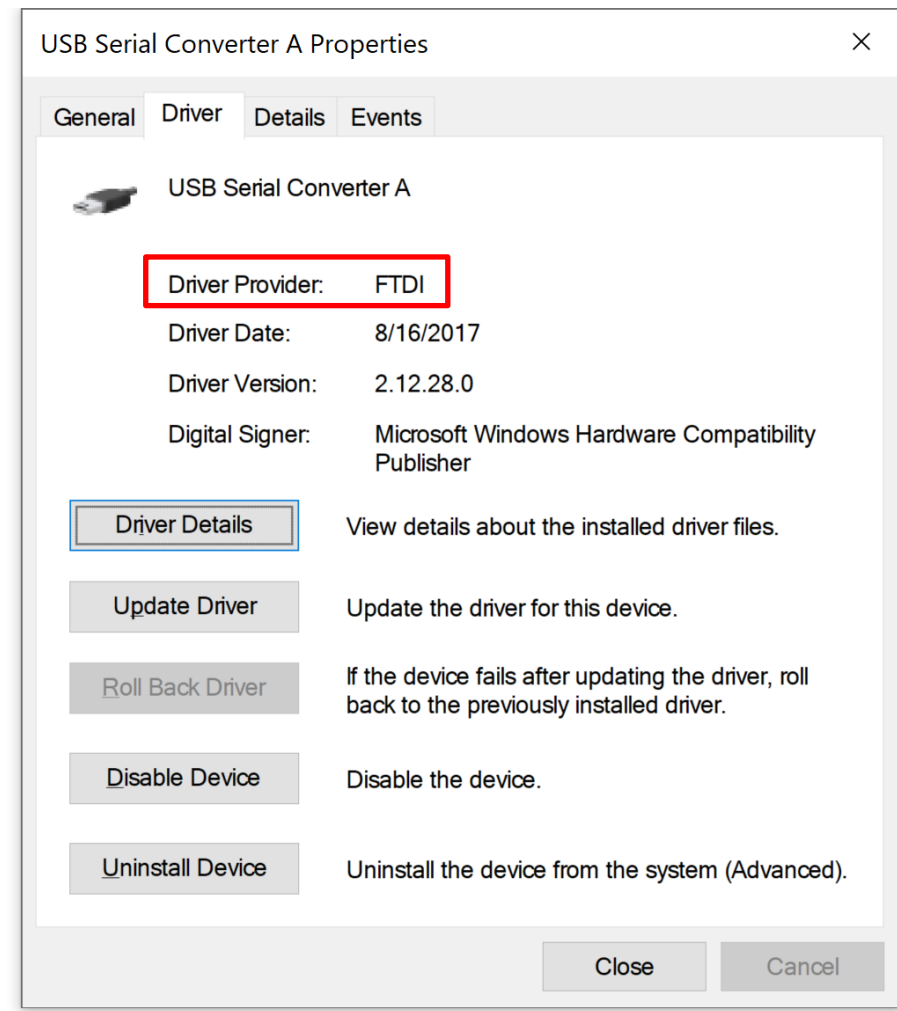 USB Serial Converter A Properties
General Driver Details Events
USB Serial Converter A
Driver Provider: FTDI
Driver Date: 8/16/2017
Driver Version: 2.12.28.0
Digital Signer: Microsoft Windows Hardware Compatibility
Publisher
Driver Details View details about the installed driver files.
Update Driver Update the driver for this device.
Roll Back Driver If the device fails after updating the driver, roll
back to the previously installed driver.
Disable Device Disable the device.
Uninstall Device Uninstall the device from the system (Advanced).
Close Cancel